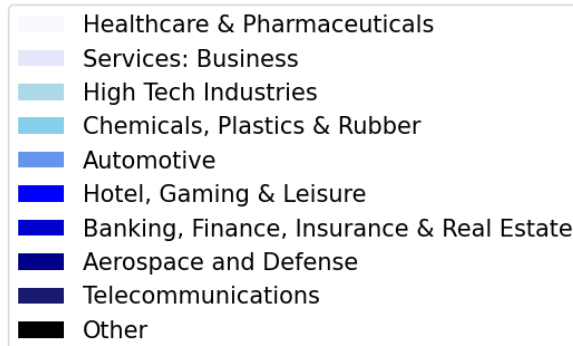 Healthcare & Pharmaceuticals
Services: Business
High Tech Industries
Chemicals, Plastics & Rubber
Automotive
Hotel, Gaming & Leisure
Banking, Finance, Insurance & Real Estate
Aerospace and Defense
Telecommunications
Other